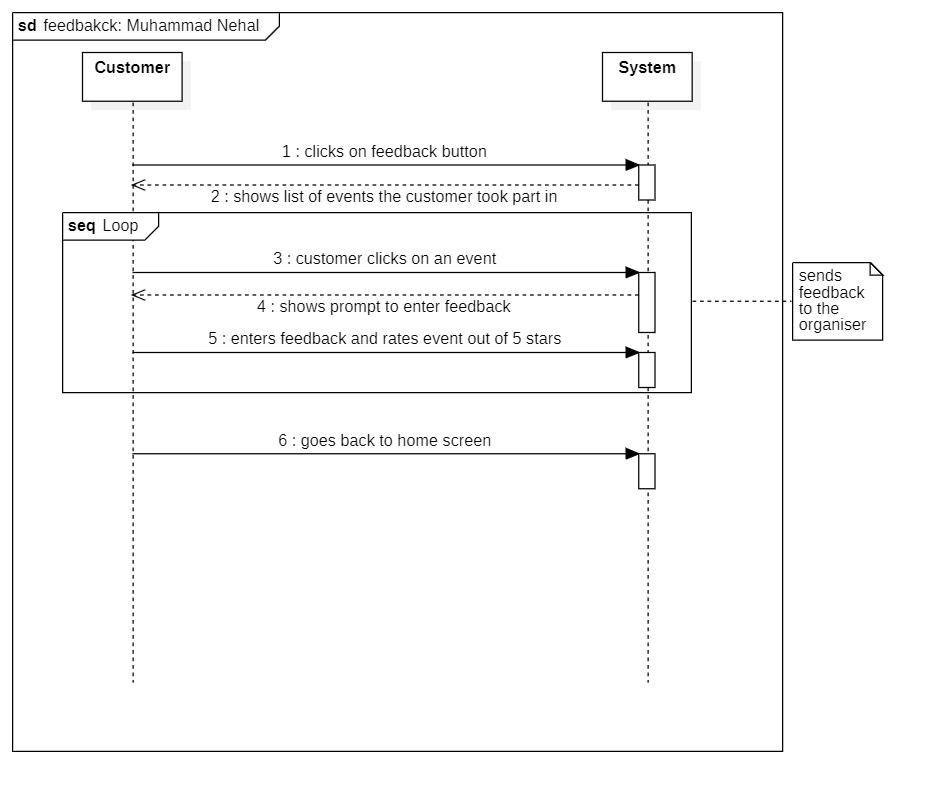 sd feedbakck: Muhammad Nehal
Customer
System
1 : clicks on feedback button
2 : shows list of events the customer took part in
seq Loop
3 : customer clicks on an event
4 : shows prompt to enter feedback
5 : enters feedback and rates event out of 5 stars
sends
feedback
to the
organiser
6 : goes back to home screen